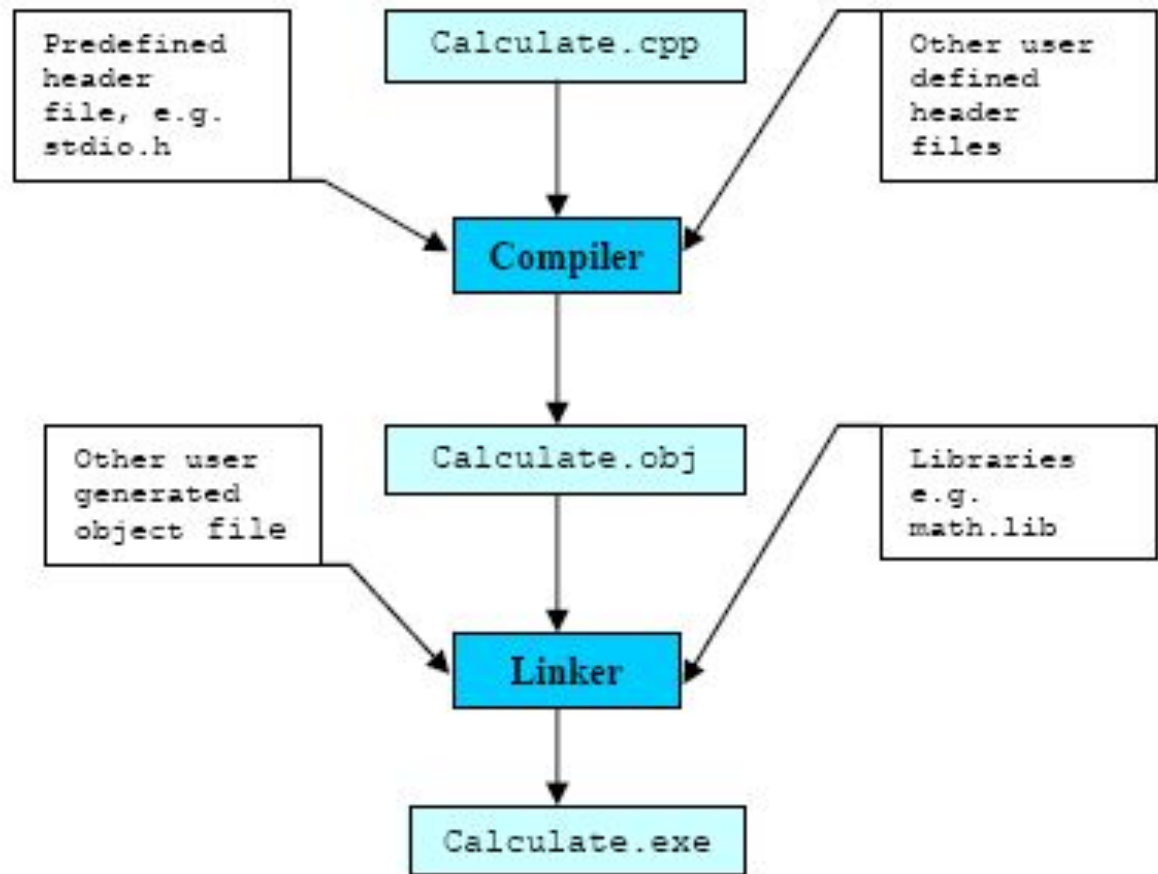 Predefined
header
file, e.g.
stdio.h
Calculate.cpp
Other user
defined
header
files
Compiler
Other user
generated
object file
Calculate.obj
Libraries
e.g.
math.lib
Linker
Calculate.exe